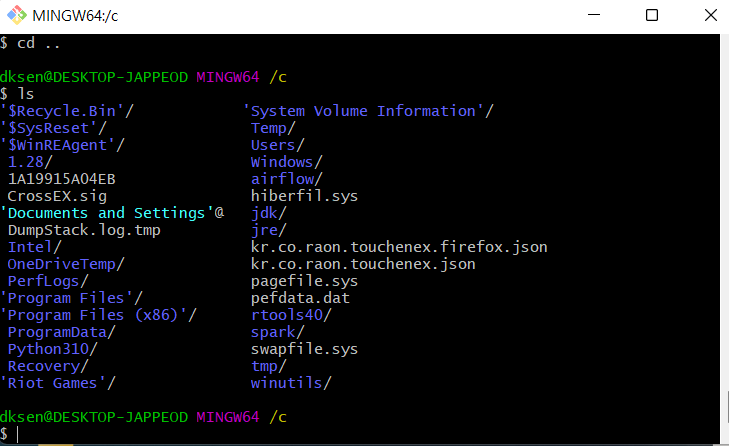 MINGW64:/c
$ cd ..
dksen@DESKTOP-JAPPEOD MINGW64 /c
$ ls
'$Recycle.Bin'/ 'System Volume Information'/
'$SysReset'/ Temp/
'$WinREAgent'/ Users/
1.28/ Windows/
1A19915A04EB airflow/
CrossEX.sig hiberfil.sys
'Documents and Settings'@ jdk/
DumpStack.log.tmp jre/
Intel/ kr.co.raon.touchenex.firefox.json
OneDriveTemp/ kr.co.raon.touchenex.json
PerfLogs/ pagefile.sys
'Program Files'/ pefdata.dat
'Program Files (x86)'/ rtools40/
ProgramData/ spark/
Python310/ swapfile.sys
Recovery/ tmp/
'Riot Games'/ winutils/
dksen@DESKTOP-JAPPEOD MINGW64 /c
$